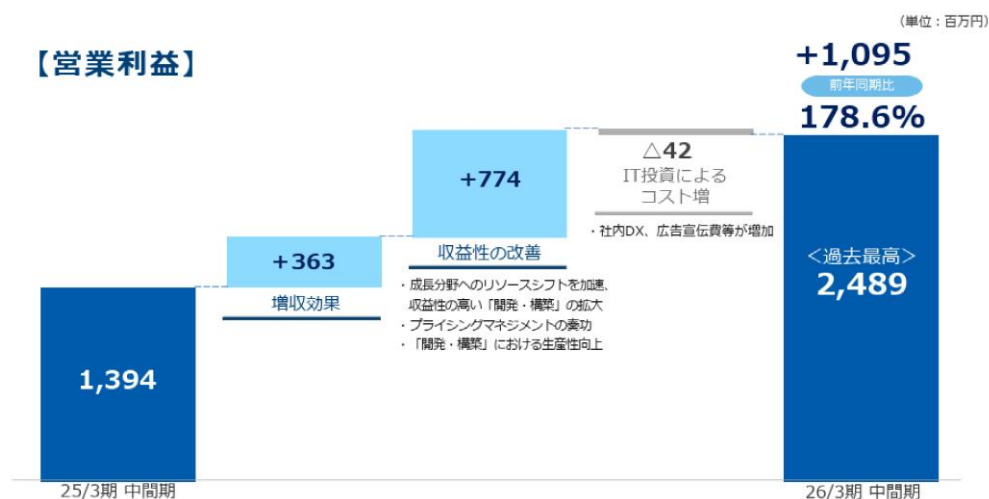 （単位：百万円）
【営業利益】
+1,095
前年同期比
178.6%
△42
IT投資による
コスト増
・社内DX、広告宣伝費等が増加
+774
収益性の改善
・成長分野へのリソースシフトを加速、
収益性の高い「開発・構築」の拡大
・プライシングマネジメントの奏功
・「開発・構築」における生産性向上
+363
増収効果
＜過去最高＞
2,489
1,394
25/3期 中間期
26/3期 中間期